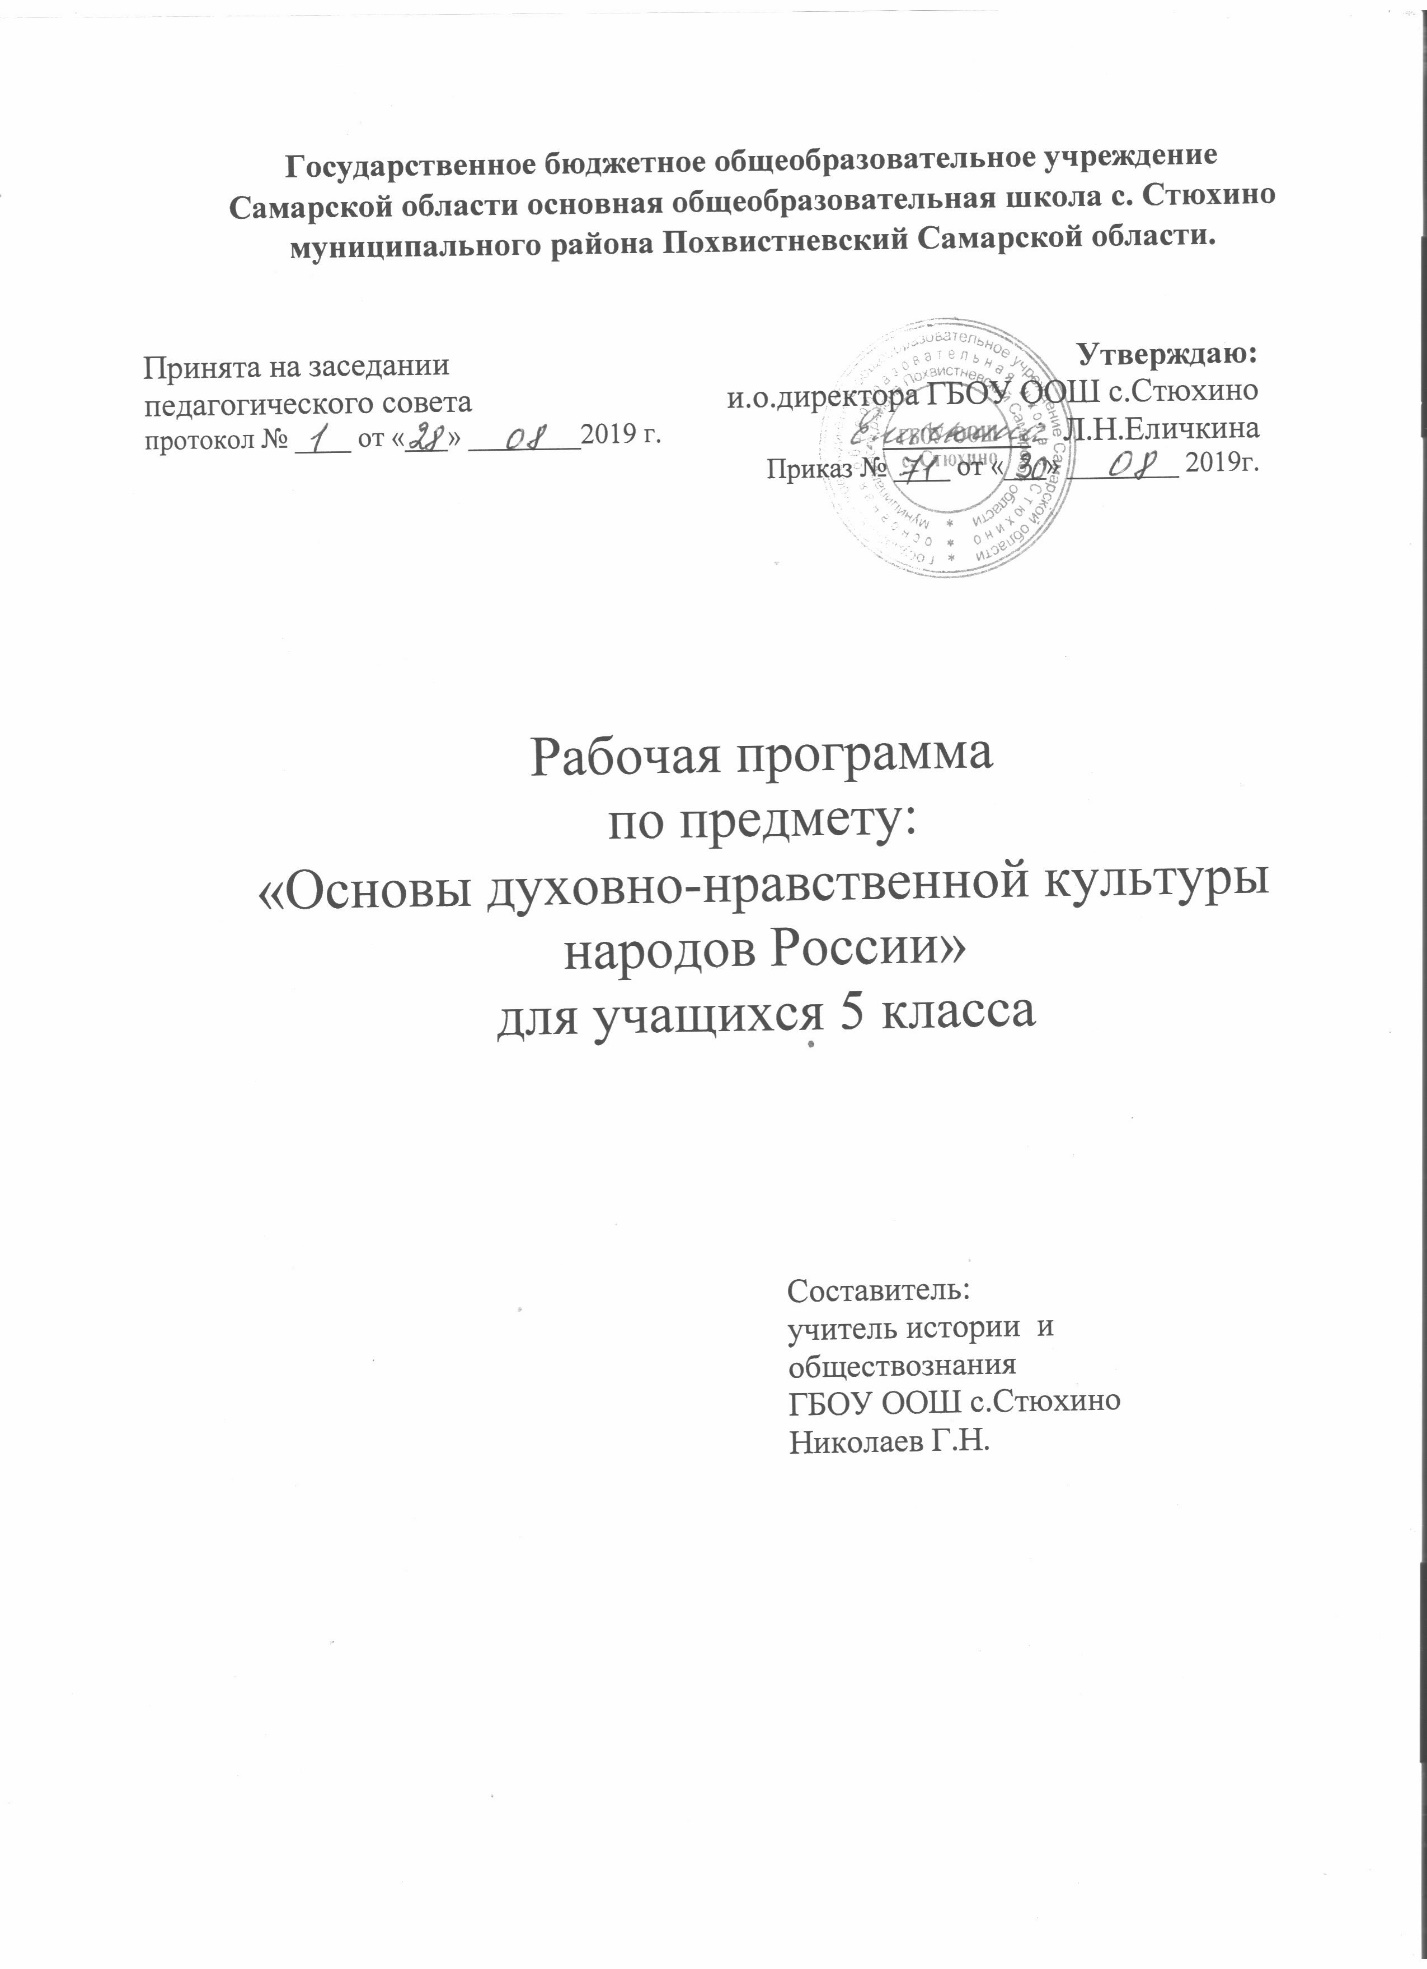 Государственное бюджетное общеобразовательное учреждение
Самарской области основная общеобразовательная школа с. Стюхино
муниципального района Похвистневский Самарской области.
Принята на заседании
педагогического совета
протокол № 1 от «28» 08 2019 г.
Утверждаю:
и.о.директора ГБОУ ООШ с.Стюхино
Л.Н.Еличкина
Приказ № 71 от «30» 08 2019г.
ГБОУ ООШ
с. Стюхино
Рабочая программа
по предмету:
«Основы духовно-нравственной культуры
народов России»
для учащихся 5 класса
Составитель:
учитель истории и
обществознания
ГБОУ ООШ с.Стюхино
Николаев Г.Н.